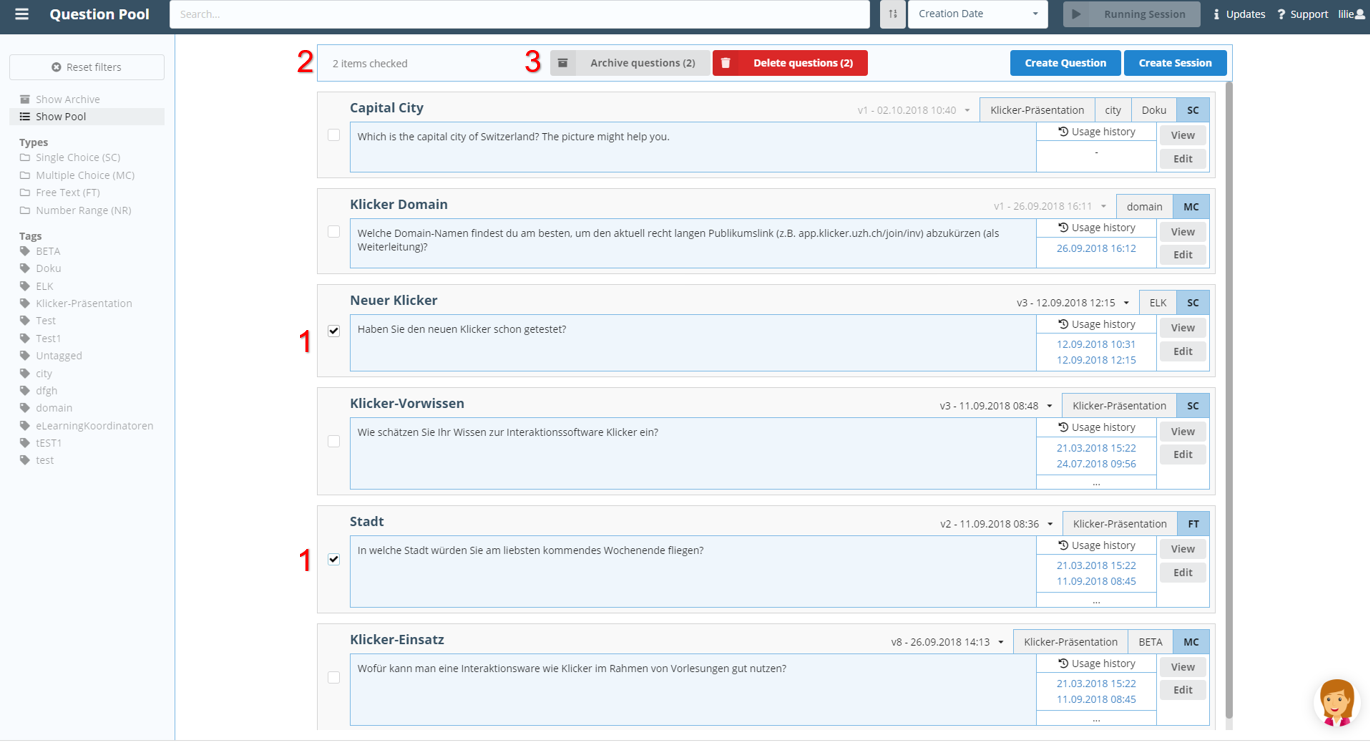 Question Pool
Search...
Creation Date
Running Session
Updates
Support
lilie
Reset filters
Show Archive
Show Pool
Types
Single Choice (SC)
Multiple Choice (MC)
Free Text (FT)
Number Range (NR)
Tags
BETA
Doku
ELK
Klicker-Präsentation
Test
Test1
Untagged
city
dfgh
domain
eLearningKoordinatoren
tEST1
test
2
2 items checked
3
Archive questions (2)
Delete questions (2)
Create Question
Create Session
Capital City
v1 - 02.10.2018 10:40
Klicker-Präsentation
city
Doku
SC
Which is the capital city of Switzerland? The picture might help you.
Usage history
-
View
Edit
Klicker Domain
v1 - 26.09.2018 16:11
domain
MC
Welche Domain-Namen findest du am besten, um den aktuell recht langen Publikumslink (z.B. app.klicker.uzh.ch/join/inv) abzukürzen (als
Weiterleitung)?
Usage history
26.09.2018 16:12
View
Edit
Neuer Klicker
v3 - 12.09.2018 12:15
ELK
SC
1
Haben Sie den neuen Klicker schon getestet?
Usage history
12.09.2018 10:31
12.09.2018 12:15
View
Edit
Klicker-Vorwissen
v3 - 11.09.2018 08:48
Klicker-Präsentation
SC
Wie schätzen Sie Ihr Wissen zur Interaktionssoftware Klicker ein?
Usage history
21.03.2018 15:22
24.07.2018 09:56
...
View
Edit
Stadt
v2 - 11.09.2018 08:36
Klicker-Präsentation
FT
1
In welche Stadt würden Sie am liebsten kommendes Wochenende fliegen?
Usage history
21.03.2018 15:22
11.09.2018 08:45
...
View
Edit
Klicker-Einsatz
v8 - 26.09.2018 14:13
Klicker-Präsentation
BETA
MC
Wofür kann man eine Interaktionsware wie Klicker im Rahmen von Vorlesungen gut nutzen?
Usage history
21.03.2018 15:22
11.09.2018 08:45
...
View
Edit